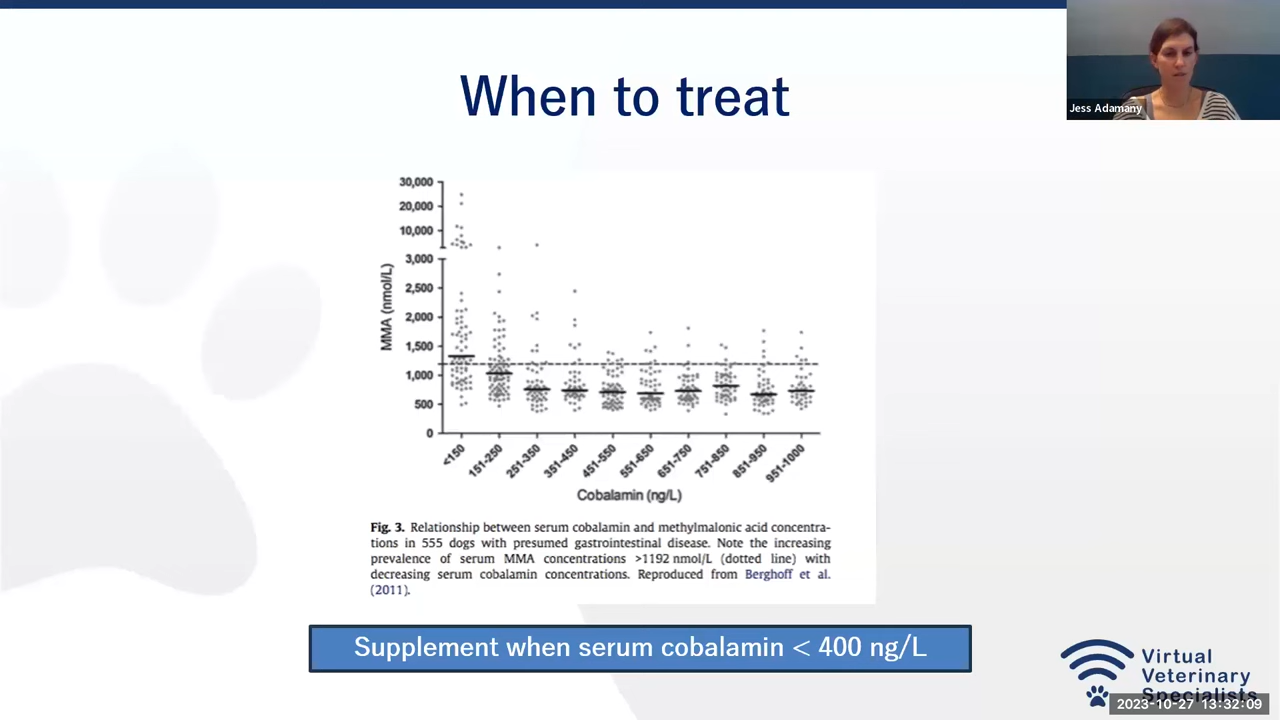 When to treat
Jess Adamany
30,000
20,000
10,000
3,000
2,500
2,000
1,500
1,000
500
0
MMA (nmol/L)
<150
151-250
251-350
351-450
451-550
551-650
651-750
751-850
851-950
951-1000
Cobalamin (ng/L)
Fig. 3. Relationship between serum cobalamin and methylmalonic acid concentra-
tions in 555 dogs with presumed gastrointestinal disease. Note the increasing
prevalence of serum MMA concentrations >1192 nmol/L (dotted line) with
decreasing serum cobalamin concentrations. Reproduced from Berghoff et al.
(2011).
Supplement when serum cobalamin < 400 ng/L
Virtual
Veterinary
Specialists
2023-10-27 13:32:09